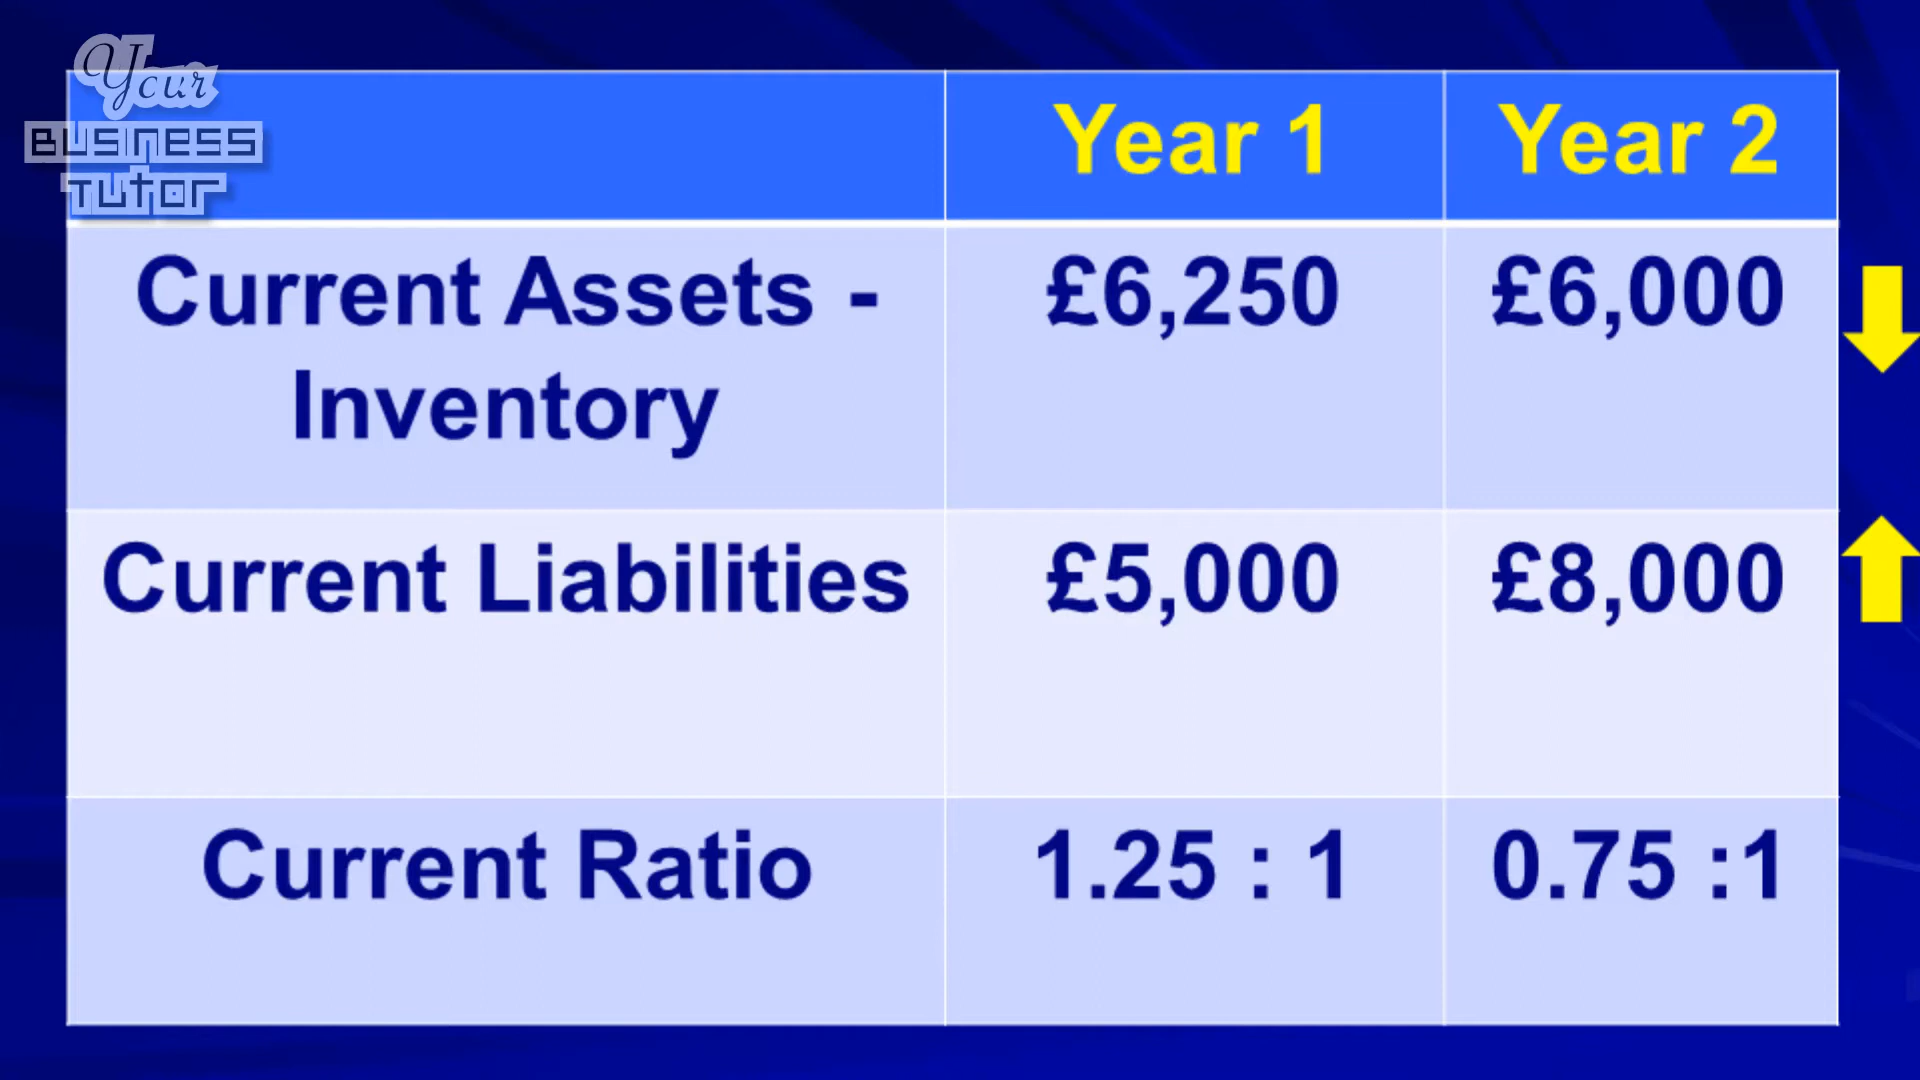 Your
BUSINESS
TUTOR
Year 1 Year 2
Current Assets - £6,250 £6,000
Inventory
Current Liabilities £5,000 £8,000
Current Ratio 1.25 : 1 0.75 :1